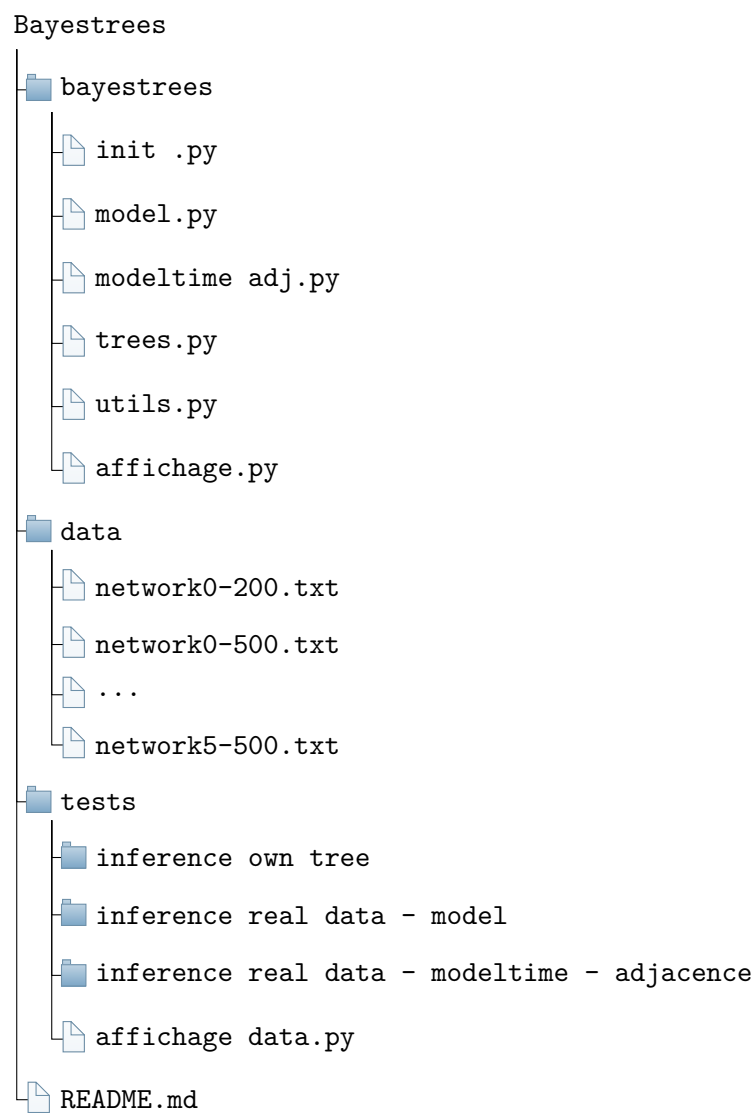 Bayestrees
bayestrees
init .py
model.py
modeltime adj.py
trees.py
utils.py
affichage.py
data
network0-200.txt
network0-500.txt
...
network5-500.txt
tests
inference own tree
inference real data - model
inference real data - modeltime - adjacence
affichage data.py
README.md